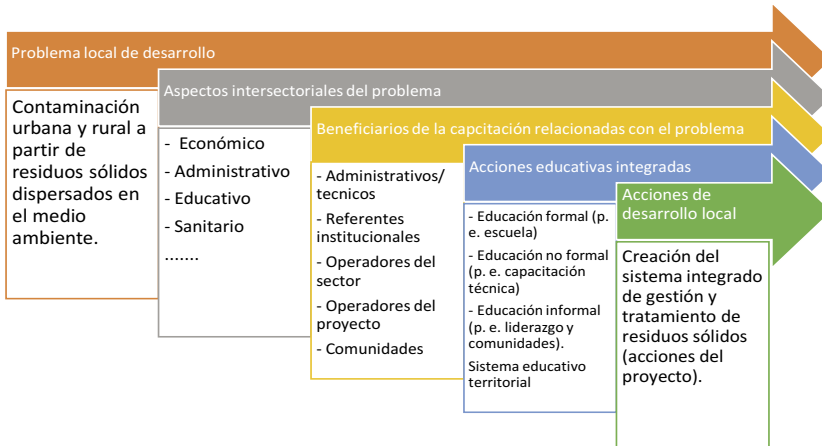 Problema local de desarrollo
Contaminación
urbana y rural a
partir de
residuos sólidos
dispersados en
el medio
ambiente.
Aspectos intersectoriales del problema
- Económico
- Administrativo
- Educativo
- Sanitario
.......
Beneficiarios de la capcitación relacionadas con el problema
- Administrativos/
tecnicos
- Referentes
institucionales
- Operadores del
sector
- Operadores del
proyecto
- Comunidades
Acciones educativas integradas
- Educación formal (p.
e. escuela)
- Educación no formal
(p. e. capacitación
técnica)
- Educación informal
(p. e. liderazgo y
comunidades).
Sistema educativo
territorial
Acciones de
desarrollo local
Creación del
sistema integrado
de gestión y
tratamiento de
residuos sólidos
(acciones del
proyecto).